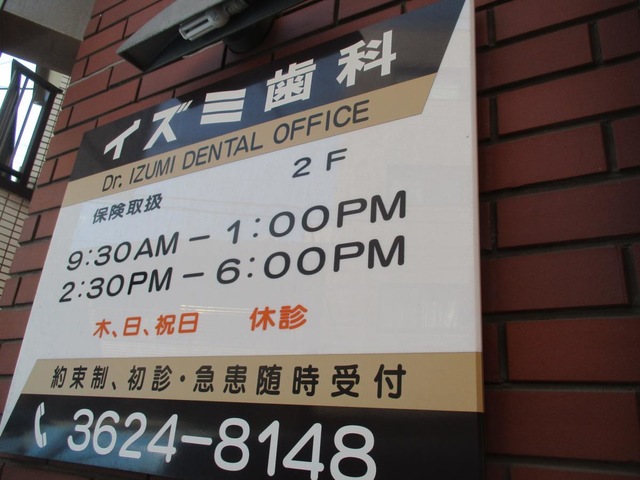 イズミ歯科
Dr. IZUMI DENTAL OFFICE
2F
保険取扱
9:30AM－1:00PM
2:30PM－6:00PM
木、日、祝日 休診
約束制、初診・急患随時受付
3624-8148